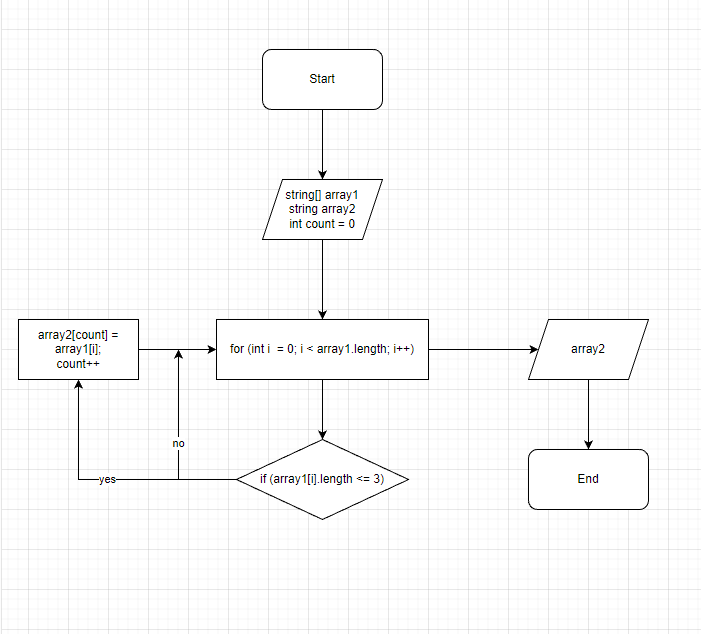 Start
string[] array1
string array2
int count = 0
array2[count] =
array1[i];
count++
for (int i  = 0; i < array1.length; i++)
array2
no
yes
if (array1[i].length <= 3)
End